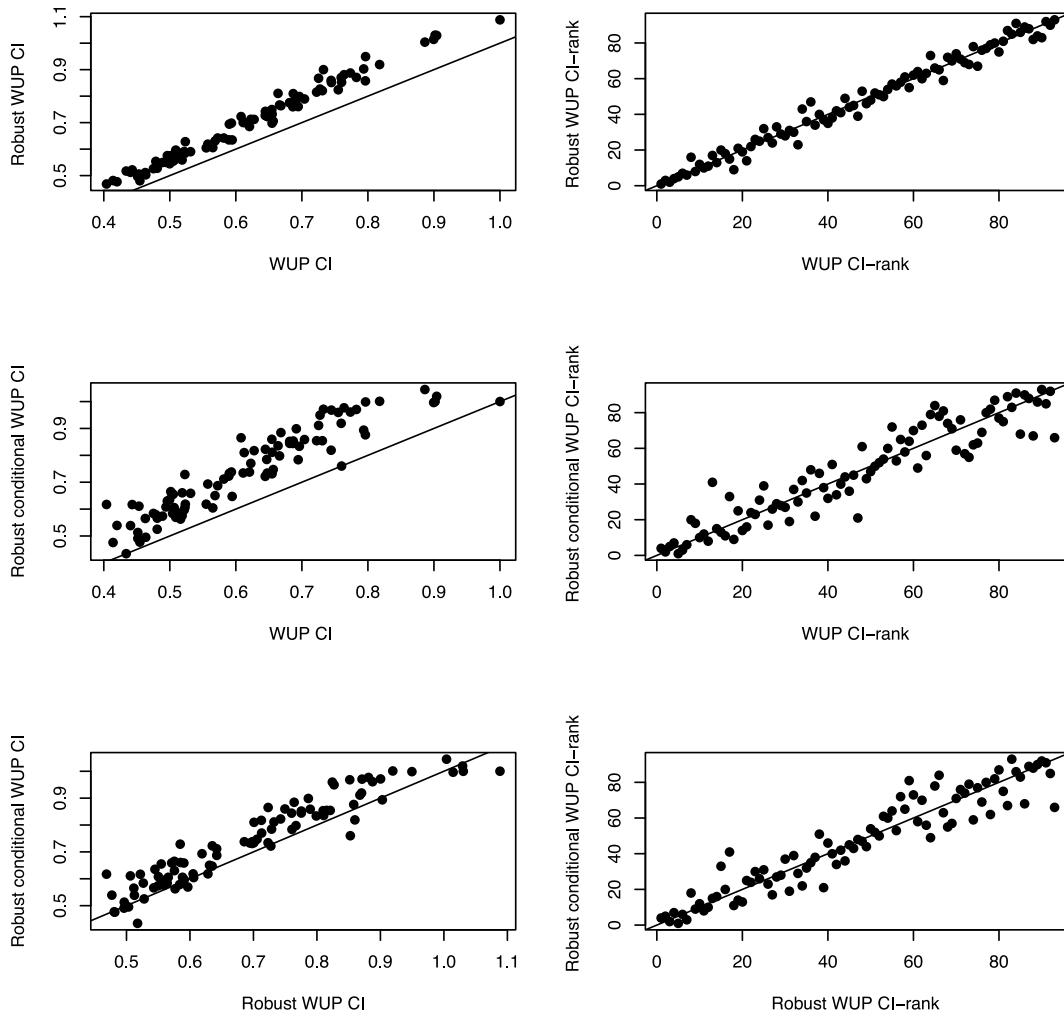 Robust WUP CI
0.5 0.7 0.9 1.1
0.4 0.5 0.6 0.7 0.8 0.9 1.0
WUP CI
Robust WUP CI−rank
0 20 40 60 80
0 20 40 60 80
WUP CI−rank
Robust conditional WUP CI
0.5 0.7 0.9
0.4 0.5 0.6 0.7 0.8 0.9 1.0
WUP CI
Robust conditional WUP CI−rank
0 20 40 60 80
0 20 40 60 80
WUP CI−rank
Robust conditional WUP CI
0.5 0.7 0.9
0.5 0.6 0.7 0.8 0.9 1.0 1.1
Robust WUP CI
Robust conditional WUP CI−rank
0 20 40 60 80
0 20 40 60 80
Robust WUP CI−rank